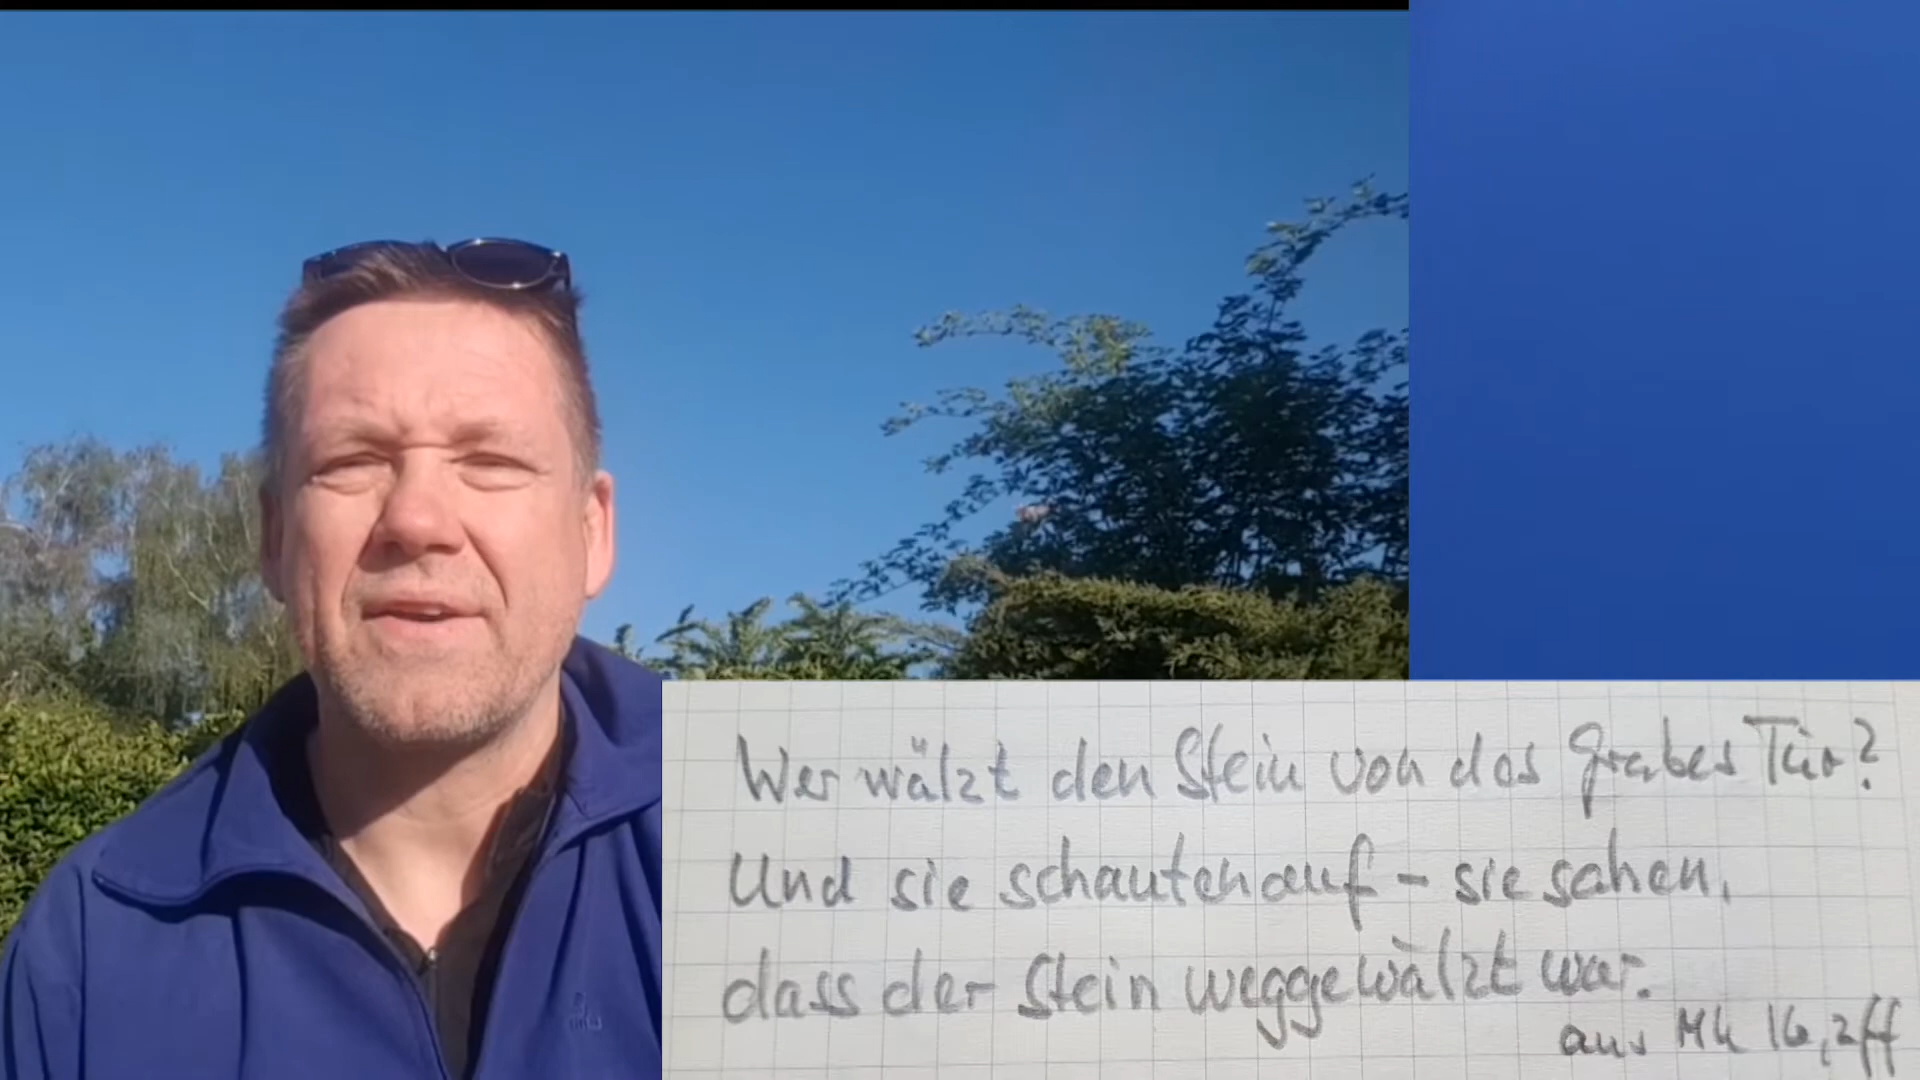 Wer wälzt den Stein von des Grabes Tür?
Und sie schauten auf - sie sahen,
dass der Stein weggewälzt war.
aus Mk 16,2ff